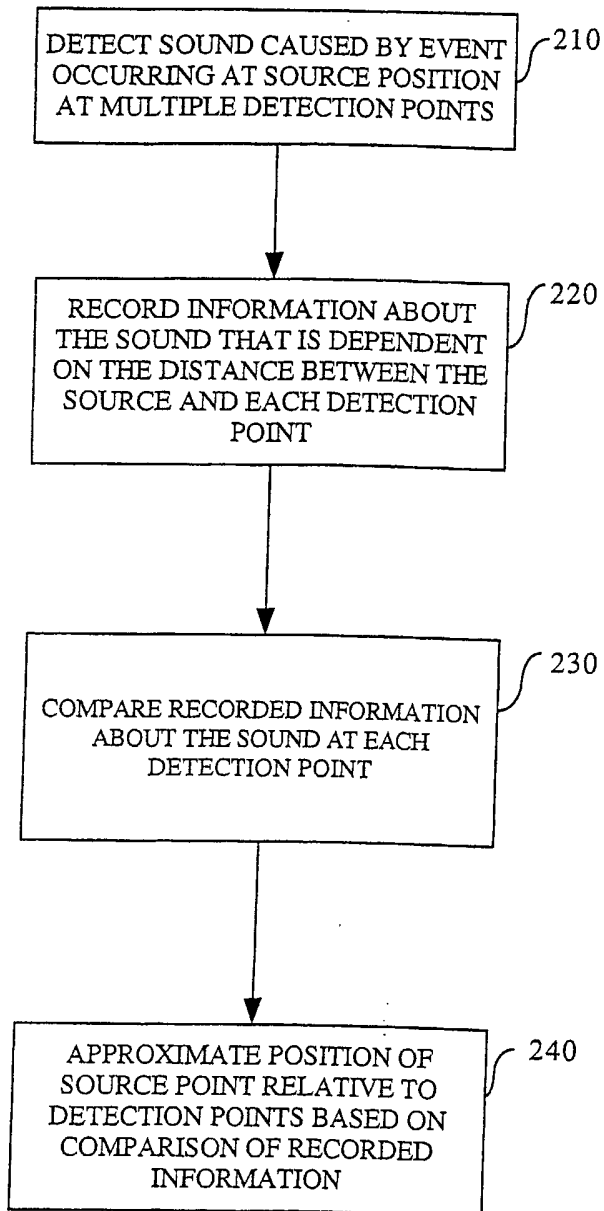 DETECT SOUND CAUSED BY EVENT
OCCURRING AT SOURCE POSITION
AT MULTIPLE DETECTION POINTS
210
RECORD INFORMATION ABOUT
THE SOUND THAT IS DEPENDENT
ON THE DISTANCE BETWEEN THE
SOURCE AND EACH DETECTION
POINT
220
COMPARE RECORDED INFORMATION
ABOUT THE SOUND AT EACH
DETECTION POINT
230
APPROXIMATE POSITION OF
SOURCE POINT RELATIVE TO
DETECTION POINTS BASED ON
COMPARISON OF RECORDED
INFORMATION
240